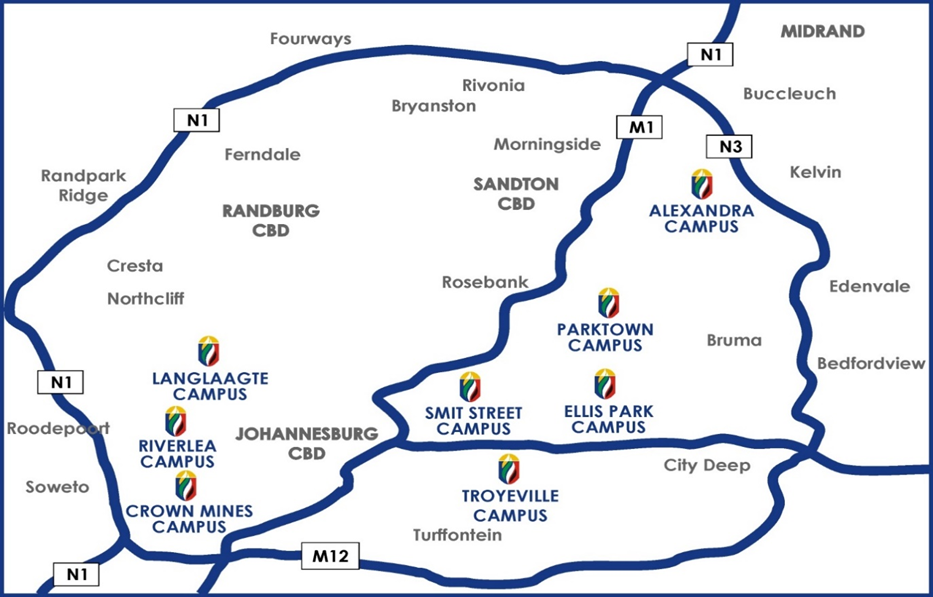 MIDRAND
Fourways
N1
Rivonia
Buccleuch
Bryanston
N1
M1
Morningside
N3
Ferndale
Kelvin
Randpark
Ridge
SANDTON
CBD
ALEXANDRA
CAMPUS
RANDBURG
CBD
Cresta
Rosebank
Edenvale
Northcliff
PARKTOWN
CAMPUS
Bruma
Bedfordview
LANGLAAGTE
CAMPUS
N1
SMIT STREET
CAMPUS
ELLIS PARK
CAMPUS
Roodepoort
JOHANNESBURG
CBD
RIVERLEA
CAMPUS
City Deep
Soweto
TROYEVILLE
CAMPUS
CROWN MINES
CAMPUS
Turffontein
M12
N1